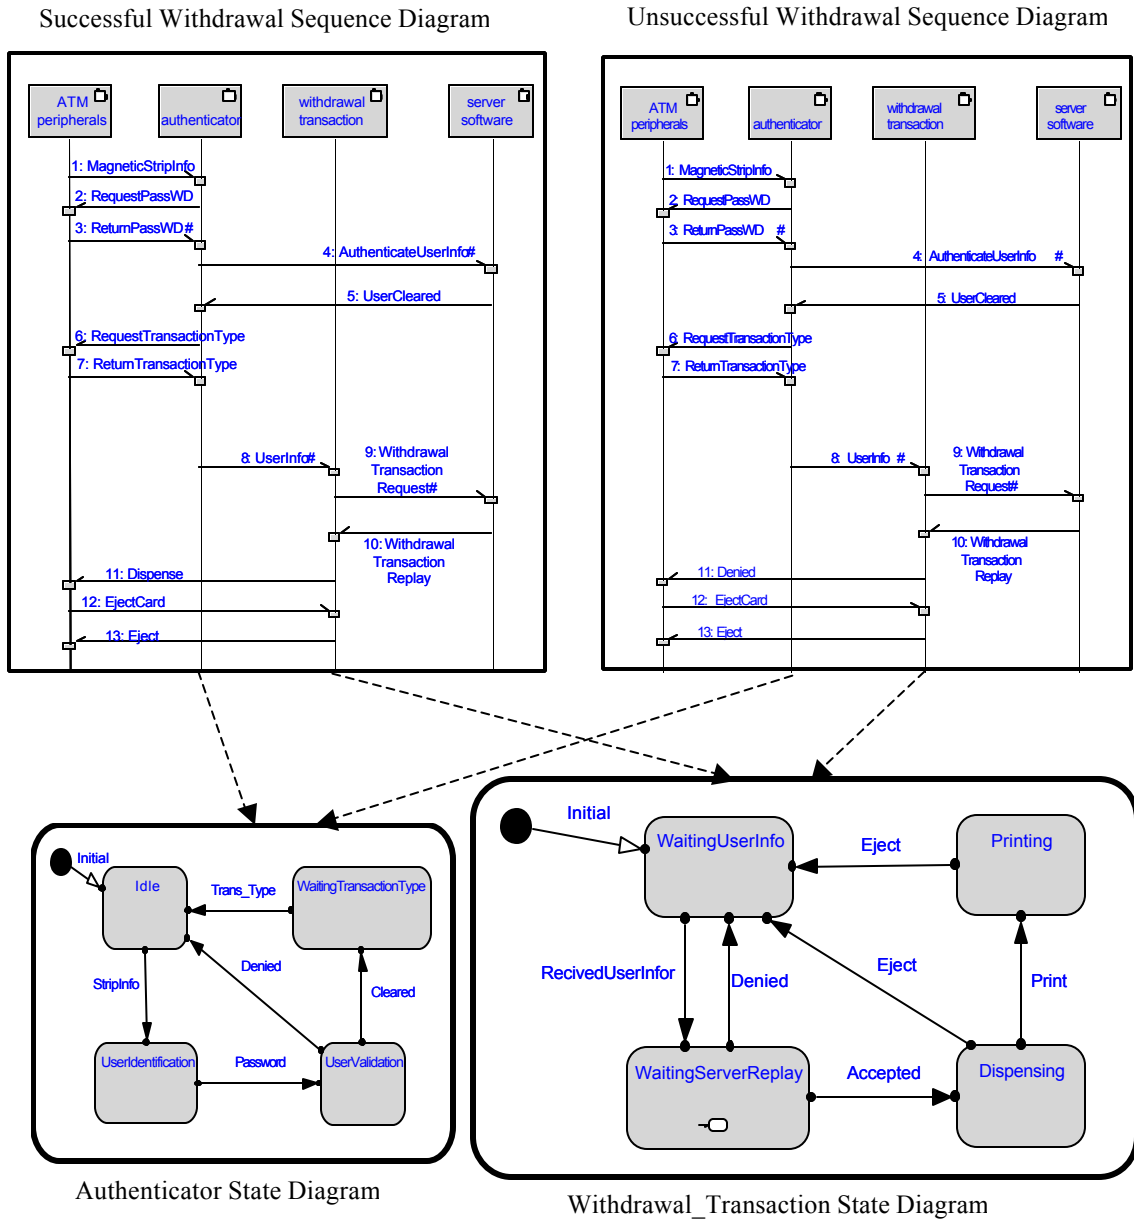 Successful Withdrawal Sequence Diagram
ATM
peripherals
authenticator
withdrawal
transaction
server
software
1: MagneticStripInfo
2: RequestPassWD
3: ReturnPassWD#
4: AuthenticateUserInfo#
5: UserCleared
6: RequestTransactionType
7: ReturnTransactionType
8: UserInfo#
9: Withdrawal
Transaction
Request#
10: Withdrawal
Transaction
Replay
11: Dispense
12: EjectCard
13: Eject
Unsuccessful Withdrawal Sequence Diagram
ATM
peripherals
authenticator
withdrawal
transaction
server
software
1: MagneticStripInfo
2: RequestPassWD
3: ReturnPassWD #
4: AuthenticateUserInfo #
5: UserCleared
6: RequestTransactionType
7: ReturnTransactionType
8: UserInfo #
9: Withdrawal
Transaction
Request#
10: Withdrawal
Transaction
Replay
11: Denied
12: EjectCard
13: Eject
Initial
Idle
Trans_Type
WaitingTransactionType
StripInfo
Denied
Cleared
UserIdentification
Password
UserValidation
Authenticator State Diagram
Initial
WaitingUserInfo
Eject
Printing
RecivedUserInfor
Denied
Eject
Print
WaitingServerReplay
Accepted
Dispensing
Withdrawal_Transaction State Diagram